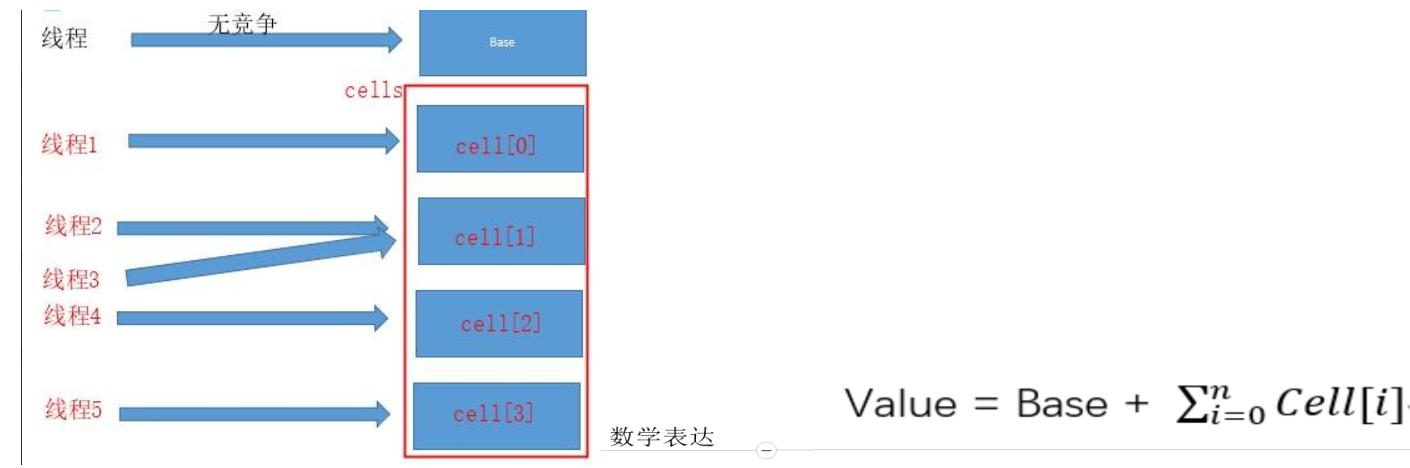 线程
无竞争
Base
cells
线程1
cell[0]
线程2
cell[1]
线程3
线程4
cell[2]
线程5
cell[3]
数学表达
Value = Base + $\sum_{i=0}^{n} Cell[i]$